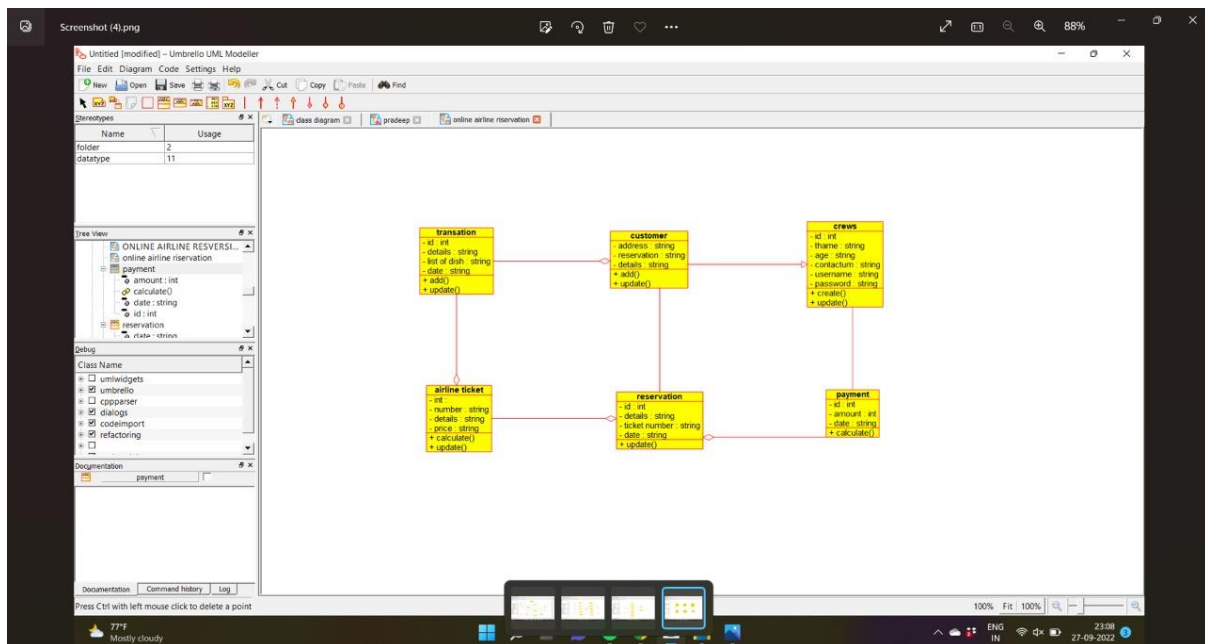 Screenshot (4).png
88%
Untitled [modified] – Umbrello UML Modeller
File Edit Diagram Code Settings Help
New Open Save Cut Copy Paste Find
Stereotypes
class diagram pradeep online airline riservation
Name Usage
folder 2
datatype 11
Tree View
ONLINE AIRLINE RESVERSI...
online airline riservation
payment
amount : int
calculate()
date : string
id : int
reservation
date : string
Debug
Class Name
umlwidgets
umbrello
cppparser
dialogs
codeimport
refactoring
Documentation
payment
Documentation Command history Log
Press Ctrl with left mouse click to delete a point
100% Fit 100%
transation
- id : int
- details : string
- list of dish : string
- date : string
+ add()
+ update()
customer
- address : string
- reservation : string
- details : string
+ add()
+ update()
crews
- id : int
- thame : string
- age : string
- contactum : string
- username : string
- password : string
+ create()
+ update()
airline ticket
- int :
- number : string
- details : string
- price : string
+ calculate()
+ update()
reservation
- id : int
- details : string
- ticket number : string
- date : string
+ update()
payment
- id : int
- amount : int
- date : string
+ calculate()
77°F
Mostly cloudy
ENG
IN
23:08
27-09-2022
3